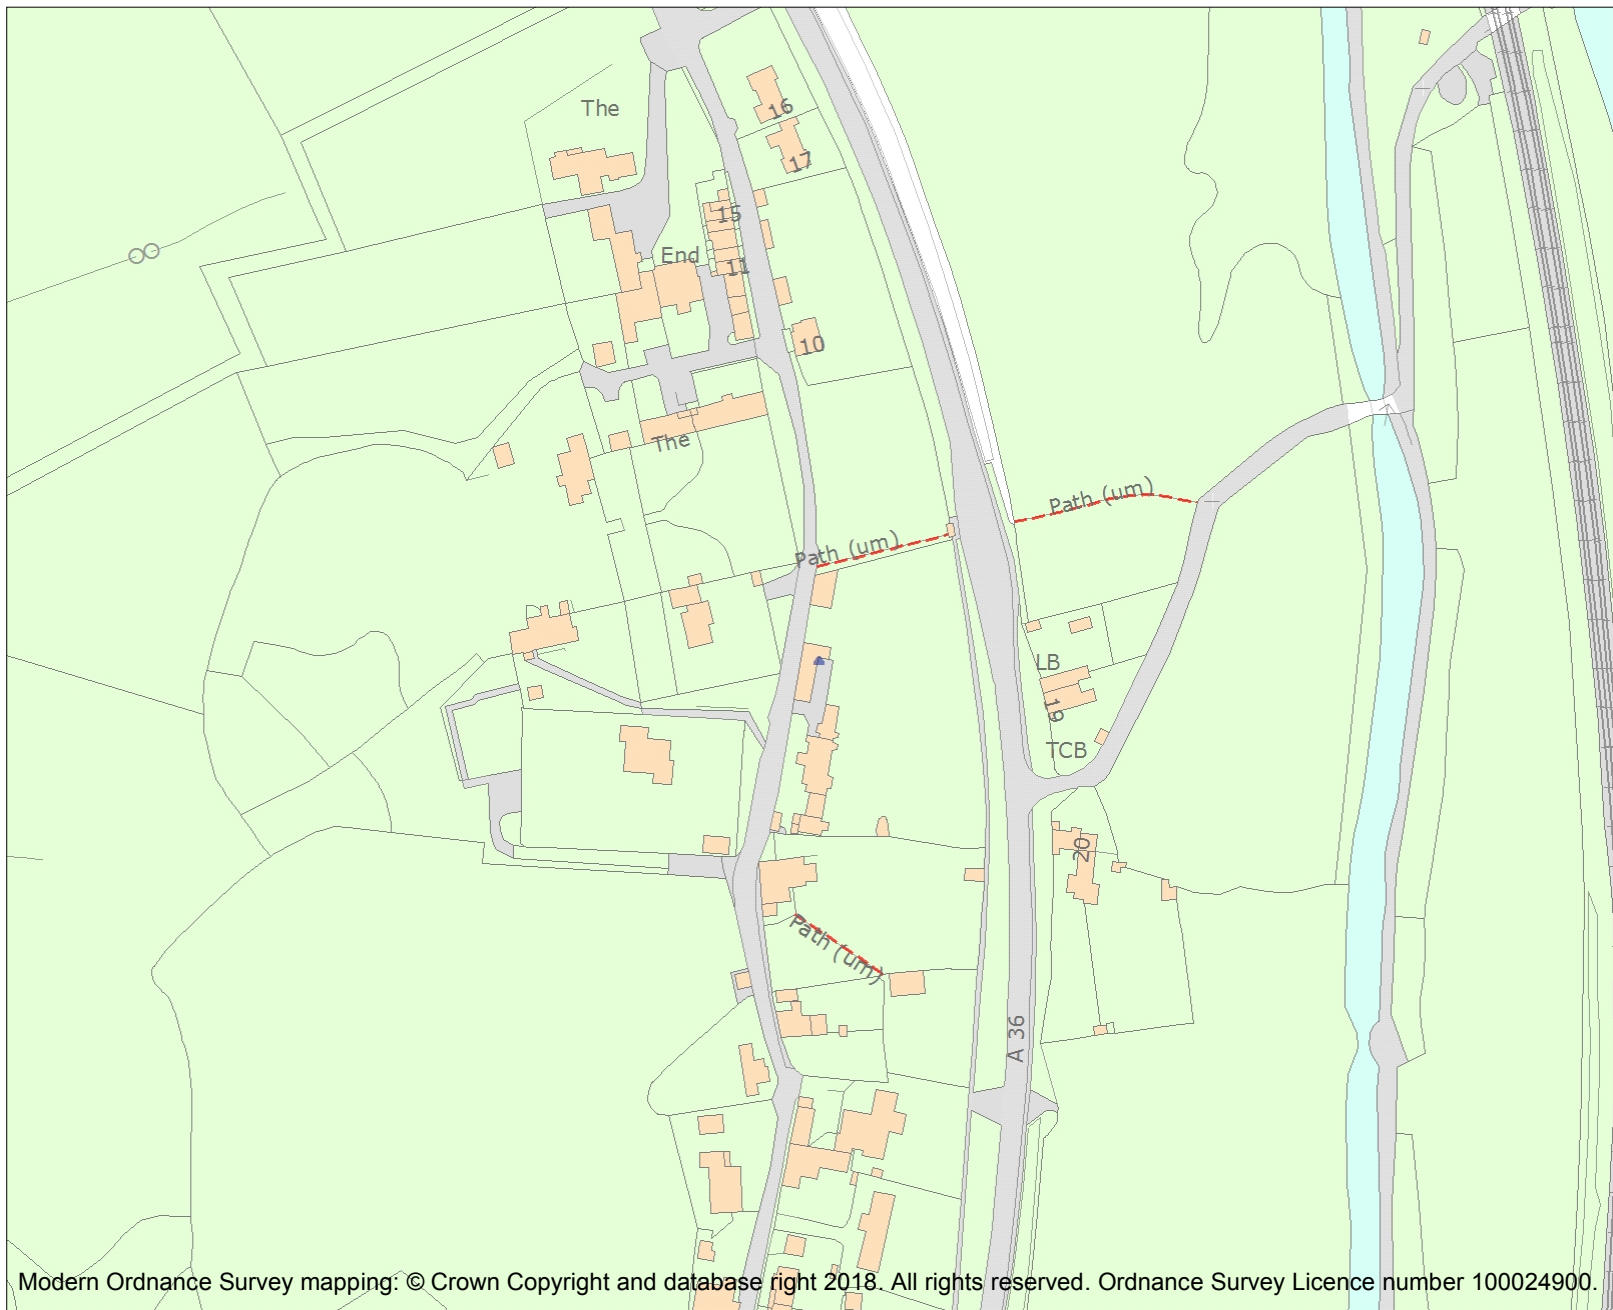 The
16
17
15
End
11
10
The
Path (um)
Path (um)
LB
19
TCB
20
Path (um)
A 36
Modern Ordnance Survey mapping: © Crown Copyright and database right 2018. All rights reserved. Ordnance Survey Licence number 100024900.